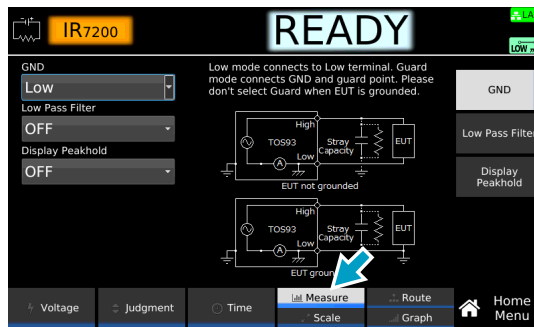 IR7200
READY
LA
LOW
GND
Low
Low Pass Filter
OFF
Display Peakhold
OFF
Low mode connects to Low terminal. Guard
mode connects GND and guard point. Please
don't select Guard when EUT is grounded.
High
TOS93
Low
Stray
Capacity
EUT
A
EUT not grounded
High
TOS93
Low
Stray
Capacity
EUT
A
EUT groun
GND
Low Pass Filter
Display
Peakhold
Voltage
Judgment
Time
Measure
Scale
Route
Graph
Home
Menu